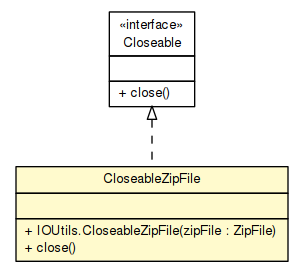 «interface»
Closeable
+ close()
CloseableZipFile
+ IOUtils.CloseableZipFile(zipFile : ZipFile)
+ close()